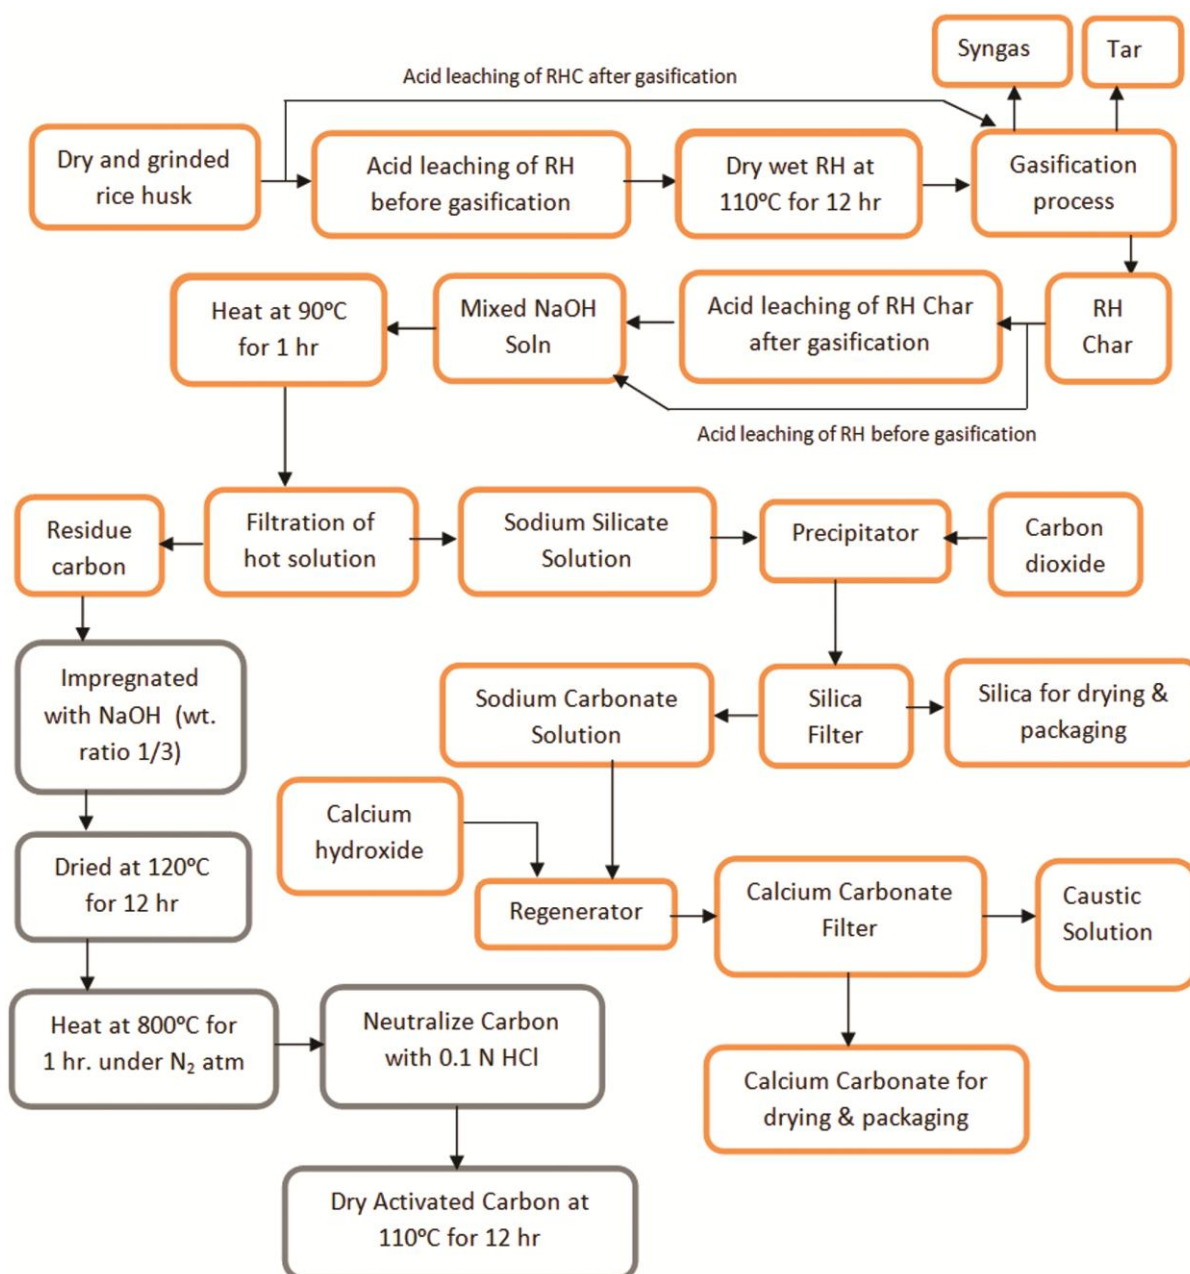 Syngas
Tar
Acid leaching of RHC after gasification
Dry and grinded
rice husk
Acid leaching of RH
before gasification
Dry wet RH at
110ºC for 12 hr
Gasification
process
Heat at 90ºC
for 1 hr
Mixed NaOH
Soln
Acid leaching of RH Char
after gasification
RH
Char
Acid leaching of RH before gasification
Residue
carbon
Filtration of
hot solution
Sodium Silicate
Solution
Precipitator
Carbon
dioxide
Impregnated
with NaOH (wt.
ratio 1/3)
Sodium Carbonate
Solution
Silica
Filter
Silica for drying &
packaging
Calcium
hydroxide
Dried at 120ºC
for 12 hr
Regenerator
Calcium Carbonate
Filter
Caustic
Solution
Heat at 800ºC for
1 hr. under N₂ atm
Neutralize Carbon
with 0.1 N HCl
Calcium Carbonate for
drying & packaging
Dry Activated Carbon at
110ºC for 12 hr